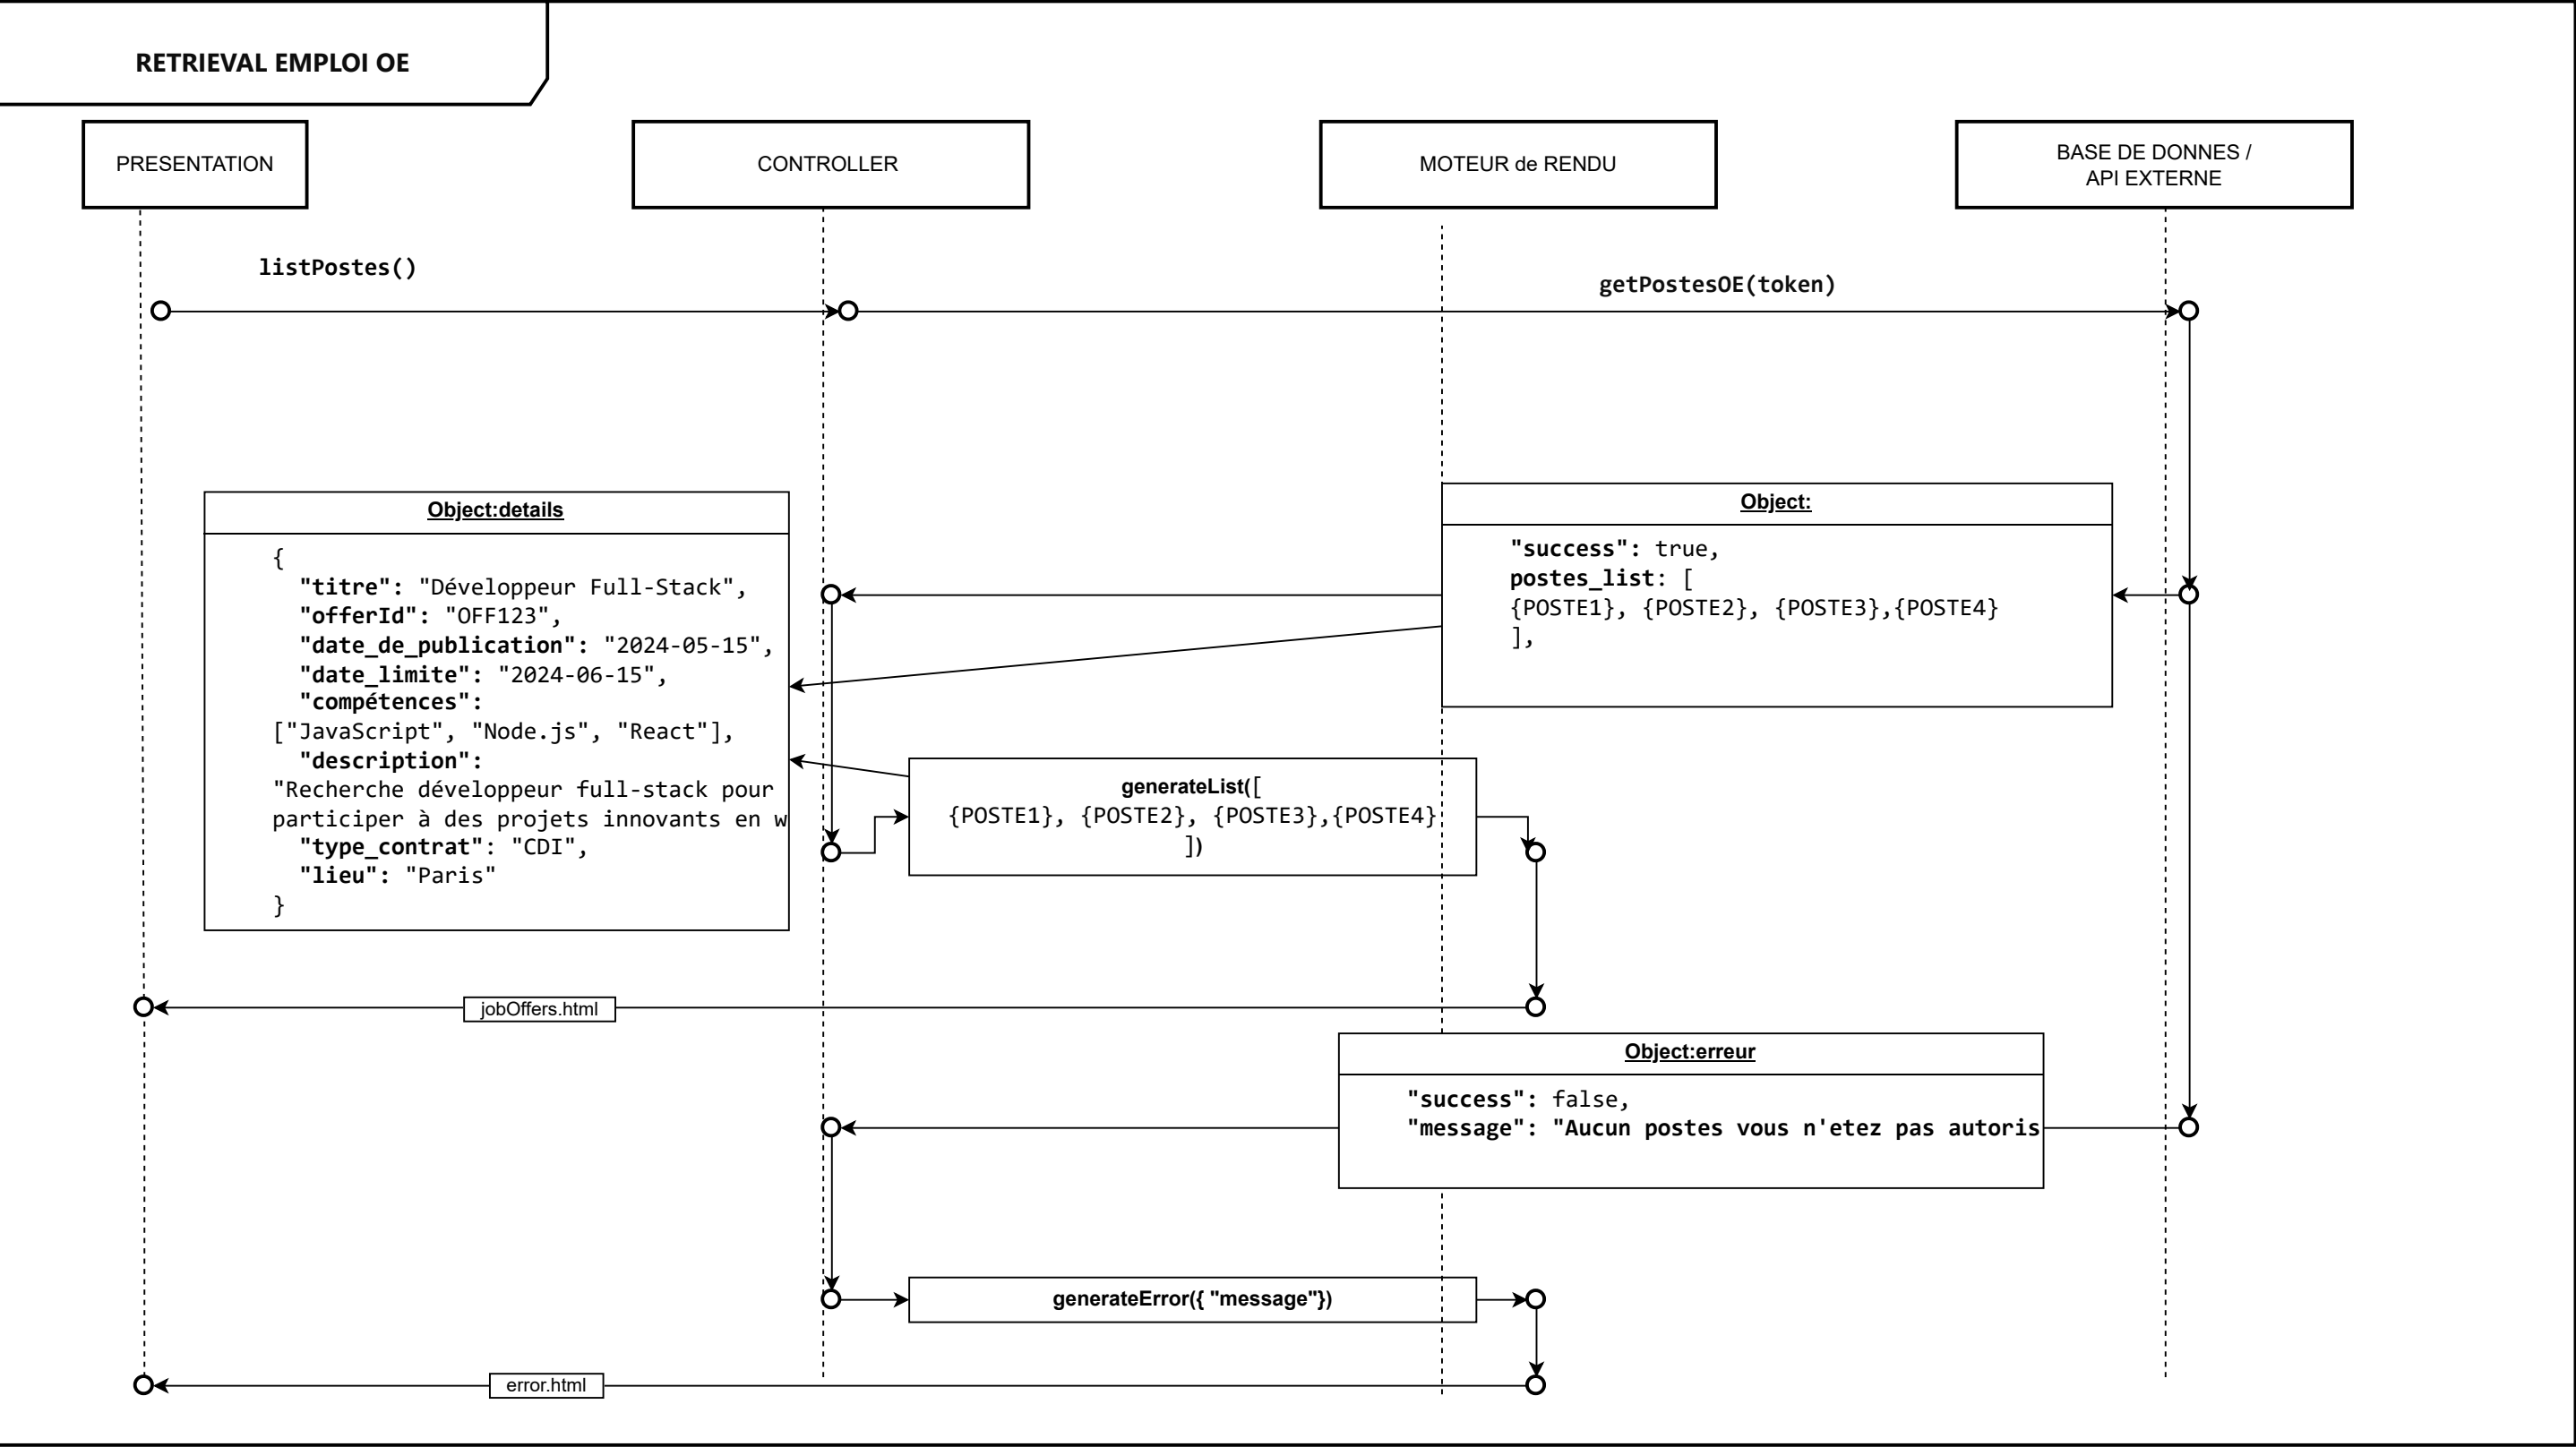 RETRIEVAL EMPLOI OE
PRESENTATION
CONTROLLER
MOTEUR de RENDU
BASE DE DONNES /
API EXTERNE
listPostes()
getPostesOE(token)
Object:details
{
"titre": "Développeur Full-Stack",
"offerId": "OFF123",
"date_de_publication": "2024-05-15",
"date_limite": "2024-06-15",
"compétences":
["JavaScript", "Node.js", "React"],
"description":
"Recherche développeur full-stack pour
participer à des projets innovants en w
"type_contrat": "CDI",
"lieu": "Paris"
}
Object:
"success": true,
postes_list: [
{POSTE1}, {POSTE2}, {POSTE3},{POSTE4}
],
generateList([
{POSTE1}, {POSTE2}, {POSTE3},{POSTE4}
])
jobOffers.html
Object:erreur
"success": false,
"message": "Aucun postes vous n'etez pas autoris
generateError({ "message"})
error.html